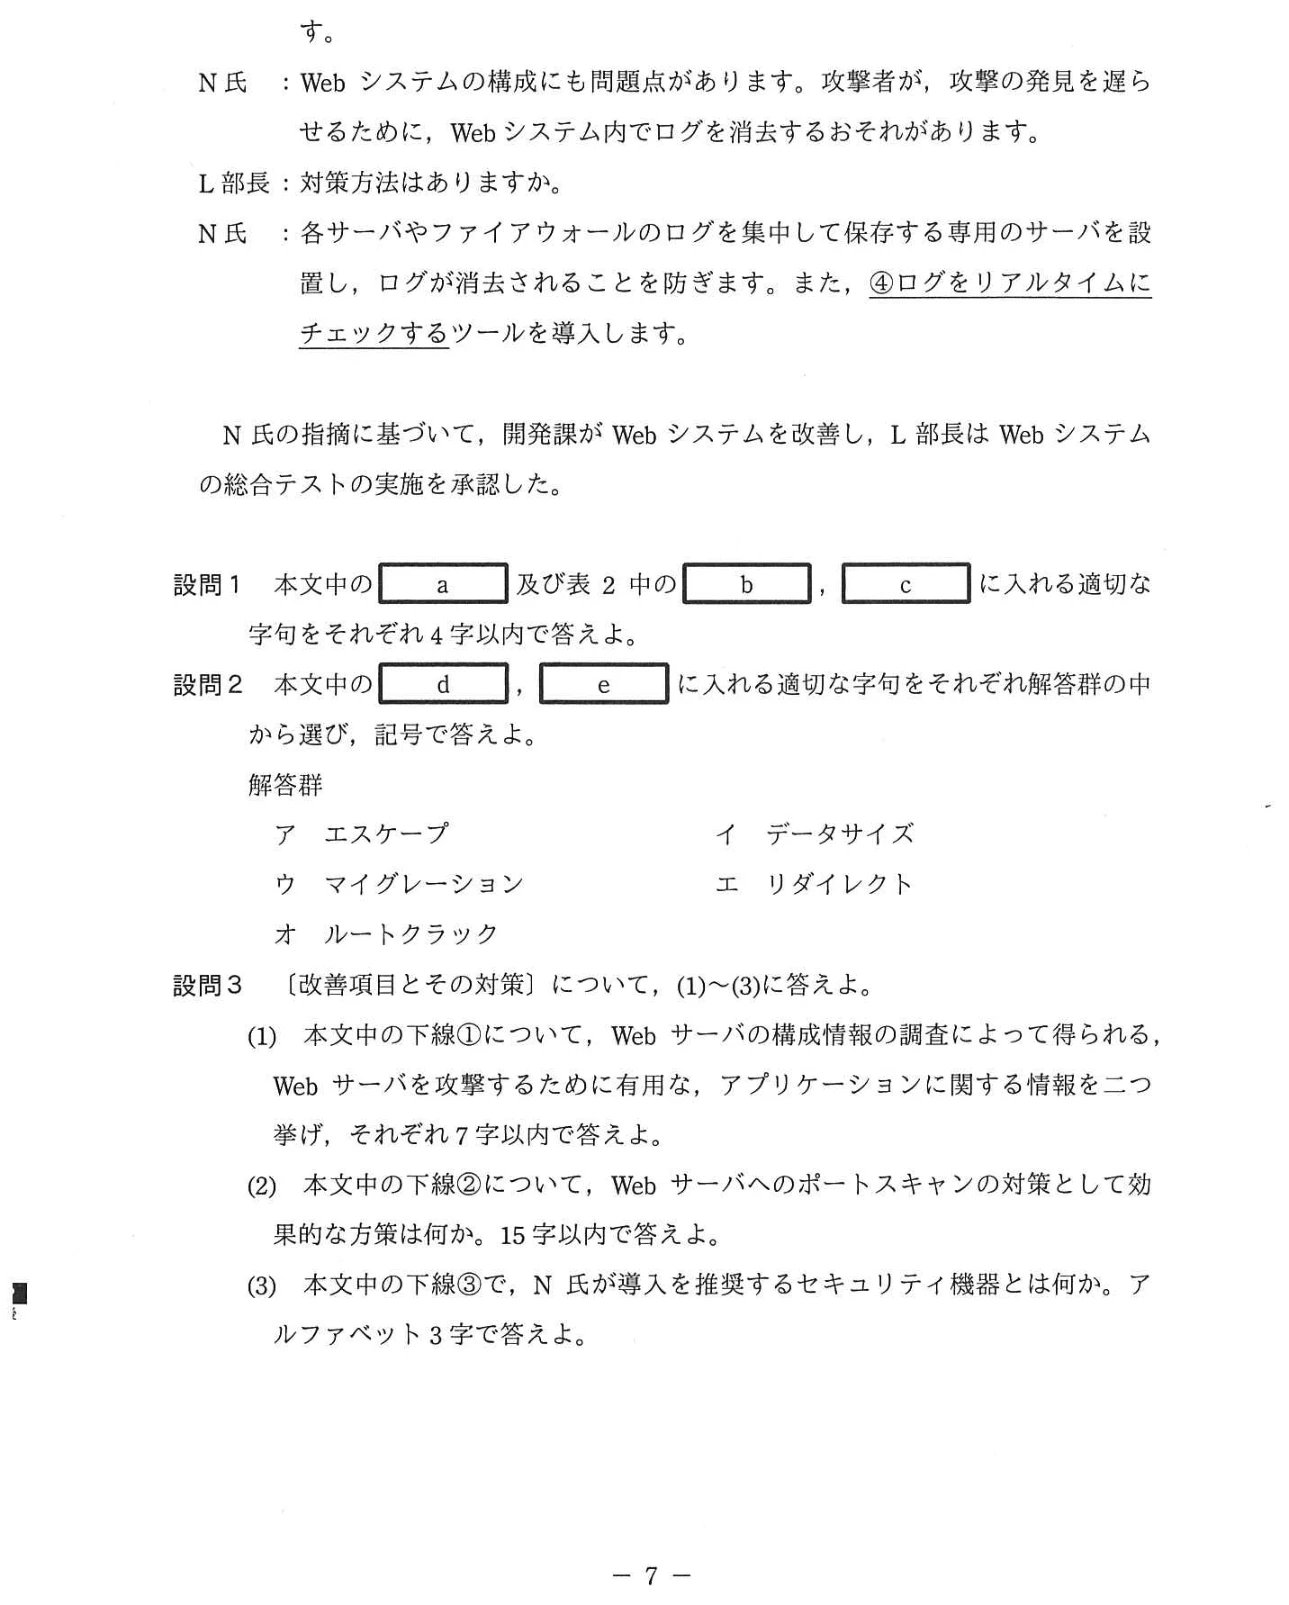 す。
N 氏 ：Web システムの構成にも問題点があります。攻撃者が，攻撃の発見を遅ら
せるために，Web システム内でログを消去するおそれがあります。
L 部長：対策方法はありますか。
N 氏 ：各サーバやファイアウォールのログを集中して保存する専用のサーバを設
置し，ログが消去されることを防ぎます。また，④ログをリアルタイムに
チェックするツールを導入します。
N 氏の指摘に基づいて，開発課が Web システムを改善し，L 部長は Web システム
の総合テストの実施を承認した。
設問1 本文中の a 及び表 2 中の b ， c に入れる適切な
字句をそれぞれ 4 字以内で答えよ。
設問2 本文中の d ， e に入れる適切な字句をそれぞれ解答群の中
から選び，記号で答えよ。
解答群
ア エスケープ イ データサイズ
ウ マイグレーション エ リダイレクト
オ ルートクラック
設問3 〔改善項目とその対策〕について，(1)～(3)に答えよ。
(1) 本文中の下線①について，Web サーバの構成情報の調査によって得られる，
Web サーバを攻撃するために有用な，アプリケーションに関する情報を二つ
挙げ，それぞれ 7 字以内で答えよ。
(2) 本文中の下線②について，Web サーバへのポートスキャンの対策として効
果的な方策は何か。15 字以内で答えよ。
(3) 本文中の下線③で，N 氏が導入を推奨するセキュリティ機器とは何か。ア
ルファベット 3 字で答えよ。
－ 7 －